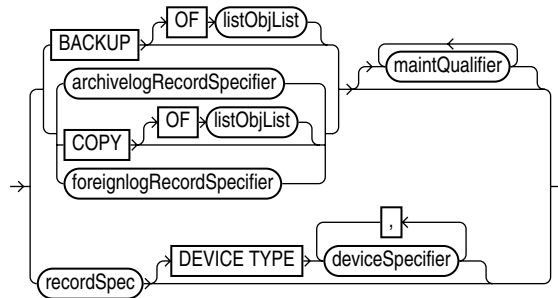 OF listObjList
BACKUP
maintQualifier
archivelogRecordSpecifier
OF listObjList
COPY
foreignlogRecordSpecifier
,
DEVICE TYPE deviceSpecifier
recordSpec